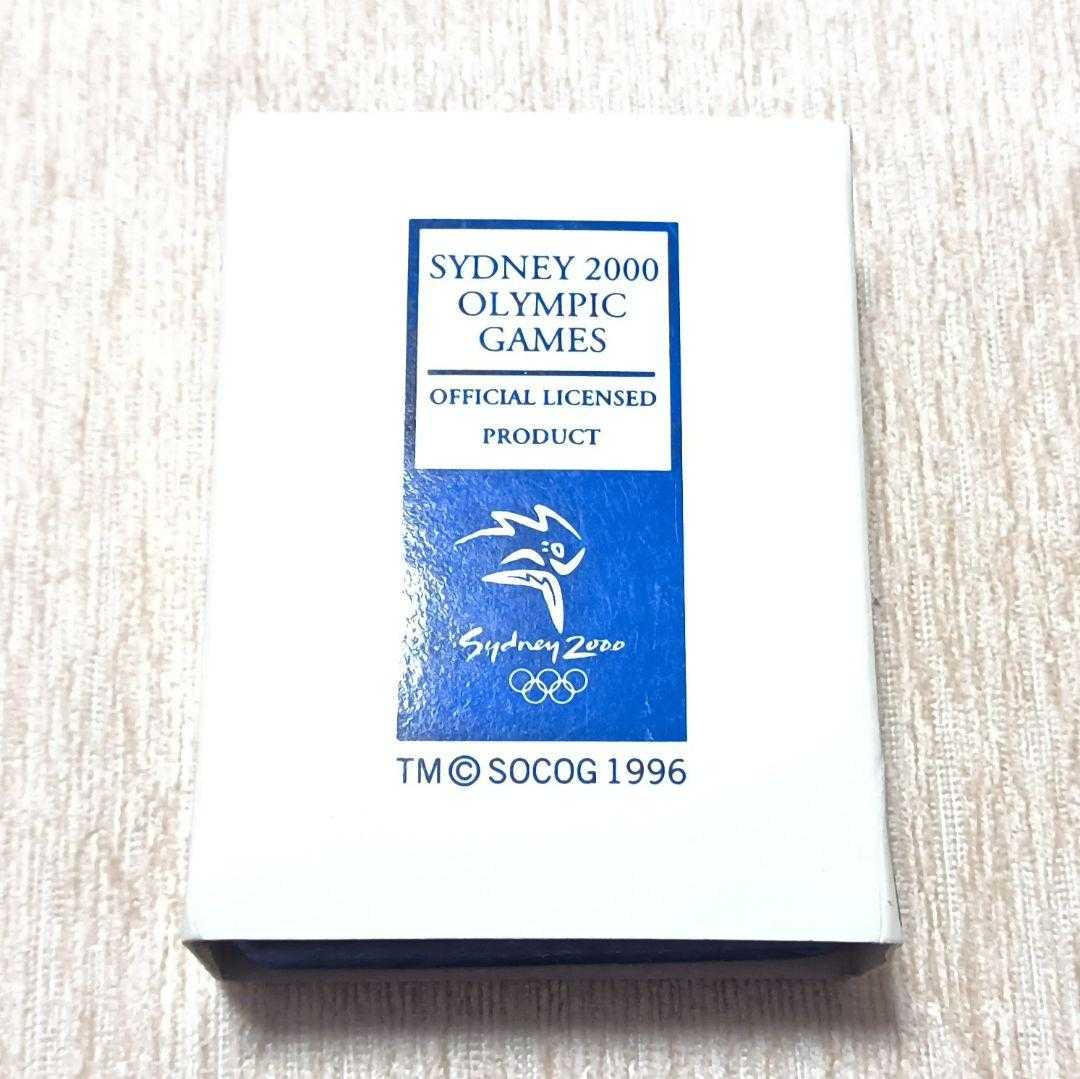 SYDNEY 2000
OLYMPIC
GAMES
OFFICIAL LICENSED
PRODUCT
Sydney 2000
TM © SOCOG 1996